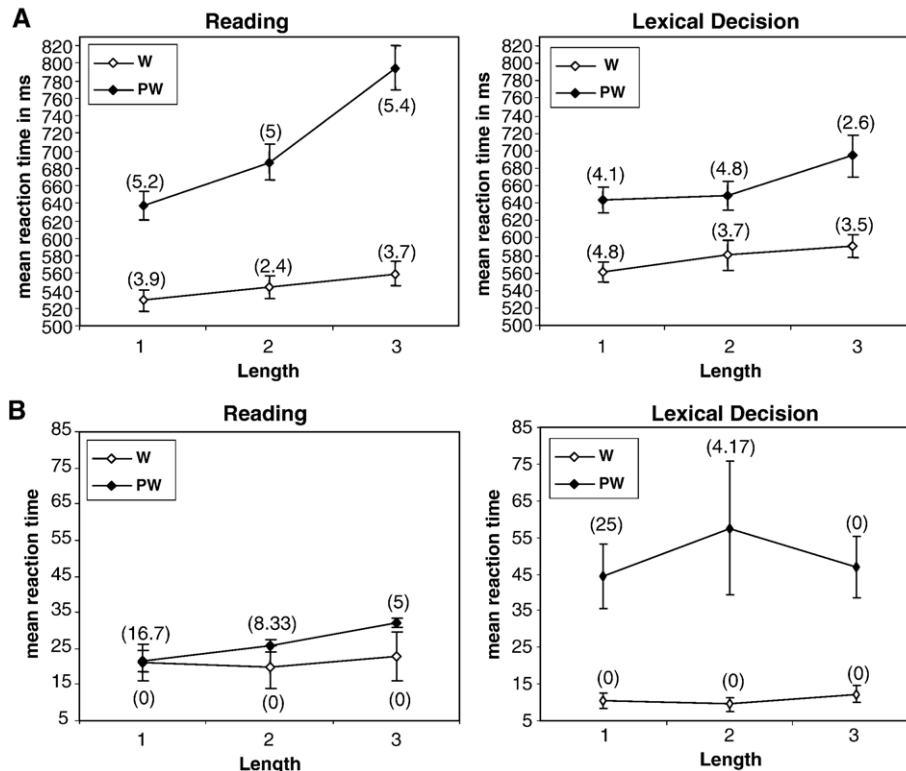 A
Reading
mean reaction time in ms
820
800
780
760
740
720
700
680
660
640
620
600
580
560
540
520
500
W
PW
(5.2)
(5)
(5.4)
(3.9)
(2.4)
(3.7)
1 2 3
Length
Lexical Decision
mean reaction time in ms
820
800
780
760
740
720
700
680
660
640
620
600
580
560
540
520
500
W
PW
(4.1)
(4.8)
(2.6)
(4.8)
(3.7)
(3.5)
1 2 3
Length
B
Reading
mean reaction time
85
75
65
55
45
35
25
15
5
W
PW
(16.7)
(8.33)
(5)
(0) (0) (0)
1 2 3
Length
Lexical Decision
mean reaction time
85
75
65
55
45
35
25
15
5
W
PW
(25)
(4.17)
(0)
(0) (0) (0)
1 2 3
Length